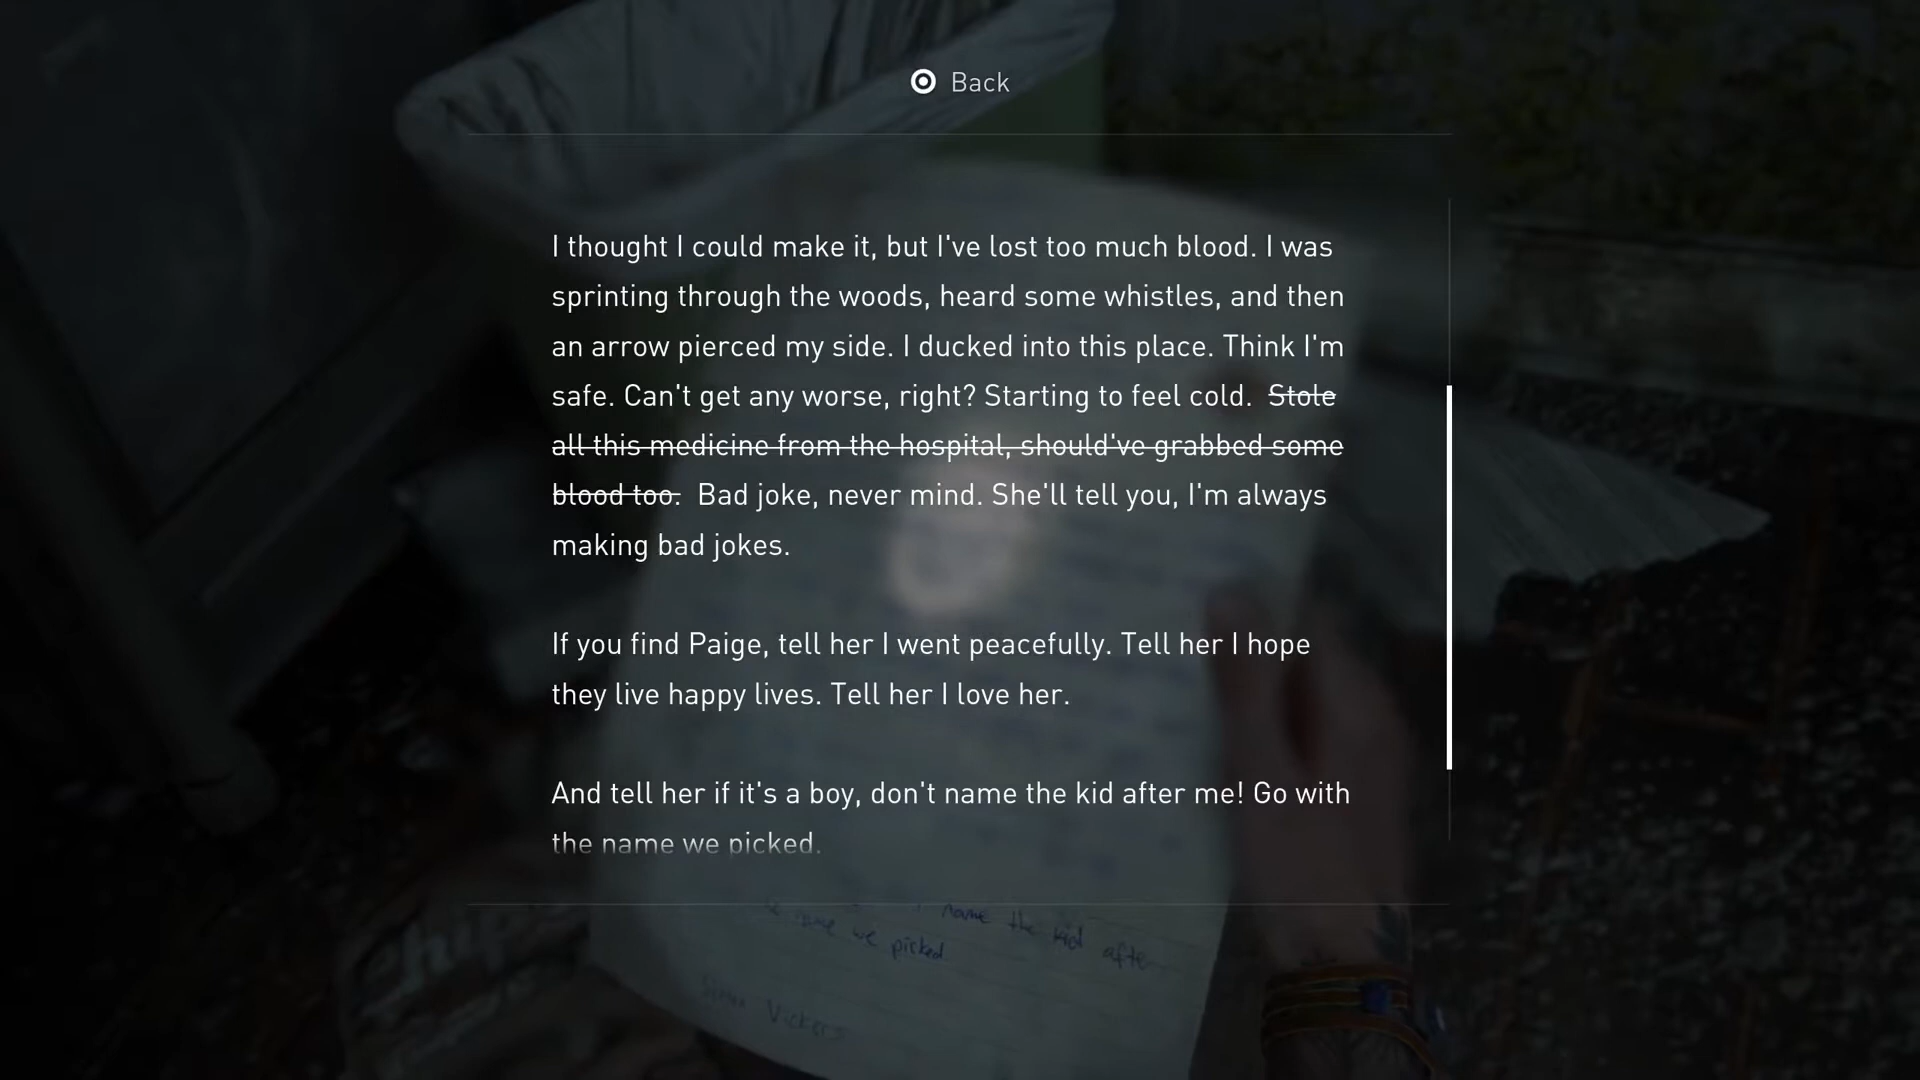 Back
I thought I could make it, but I've lost too much blood. I was
sprinting through the woods, heard some whistles, and then
an arrow pierced my side. I ducked into this place. Think I'm
safe. Can't get any worse, right? Starting to feel cold. Stole
all this medicine from the hospital, should've grabbed some
blood too. Bad joke, never mind. She'll tell you, I'm always
making bad jokes.
If you find Paige, tell her I went peacefully. Tell her I hope
they live happy lives. Tell her I love her.
And tell her if it's a boy, don't name the kid after me! Go with
the name we picked.
name the kid after
name we picked
Vickers